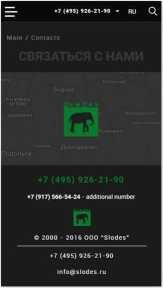 +7 (495) 926-21-90 RU
Main / Contacts
СВЯЗАТЬСЯ С НАМИ
Slodes
+7 (495) 926-21-90
+7 (917) 566-54-24 - additional number
© 2000 - 2016 ООО "Slodes"
+7 (495) 926-21-90
info@slodes.ru